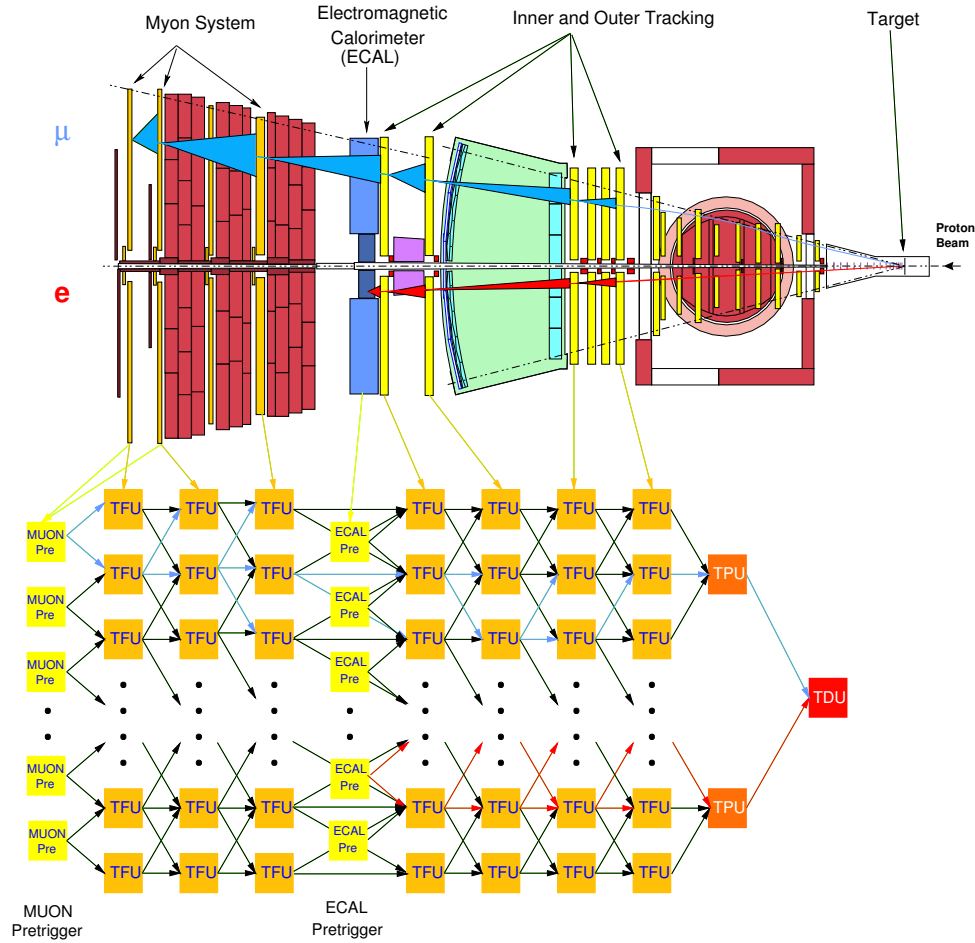 Myon System
Electromagnetic
Calorimeter
(ECAL)
Inner and Outer Tracking
Target
μ
Proton
Beam
e
TFU
TFU
TFU
TFU
TFU
TFU
TFU
MUON
Pre
ECAL
Pre
TFU
TFU
TFU
TFU
TFU
TFU
TFU
TPU
MUON
Pre
ECAL
Pre
TFU
TFU
TFU
TFU
TFU
TFU
TFU
MUON
Pre
ECAL
Pre
TDU
MUON
Pre
ECAL
Pre
TFU
TFU
TFU
TFU
TFU
TFU
TFU
TPU
MUON
Pre
ECAL
Pre
TFU
TFU
TFU
TFU
TFU
TFU
TFU
MUON
Pretrigger
ECAL
Pretrigger